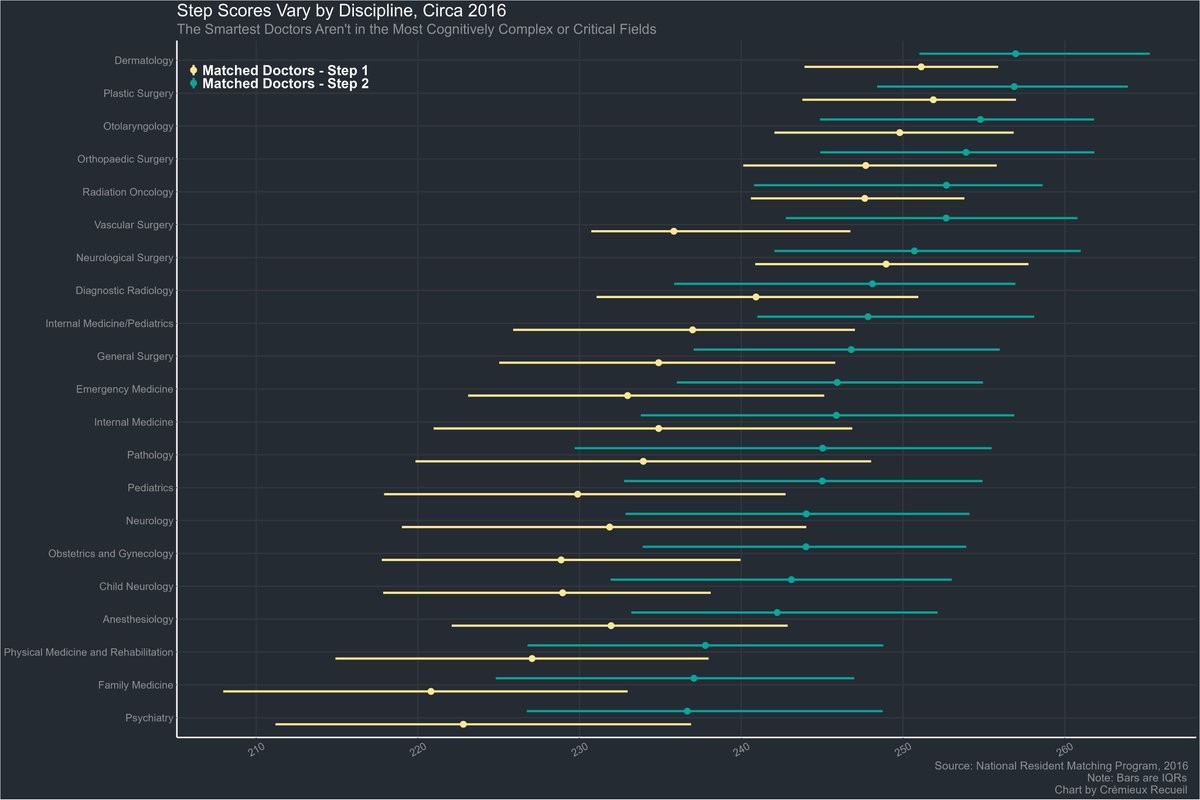 Step Scores Vary by Discipline, Circa 2016
The Smartest Doctors Aren't in the Most Cognitively Complex or Critical Fields
Matched Doctors - Step 1
Matched Doctors - Step 2
Dermatology
Plastic Surgery
Otolaryngology
Orthopaedic Surgery
Radiation Oncology
Vascular Surgery
Neurological Surgery
Diagnostic Radiology
Internal Medicine/Pediatrics
General Surgery
Emergency Medicine
Internal Medicine
Pathology
Pediatrics
Neurology
Obstetrics and Gynecology
Child Neurology
Anesthesiology
Physical Medicine and Rehabilitation
Family Medicine
Psychiatry
210 220 230 240 250 260
Source: National Resident Matching Program, 2016
Note: Bars are IQRs
Chart by Crémieux Recueil